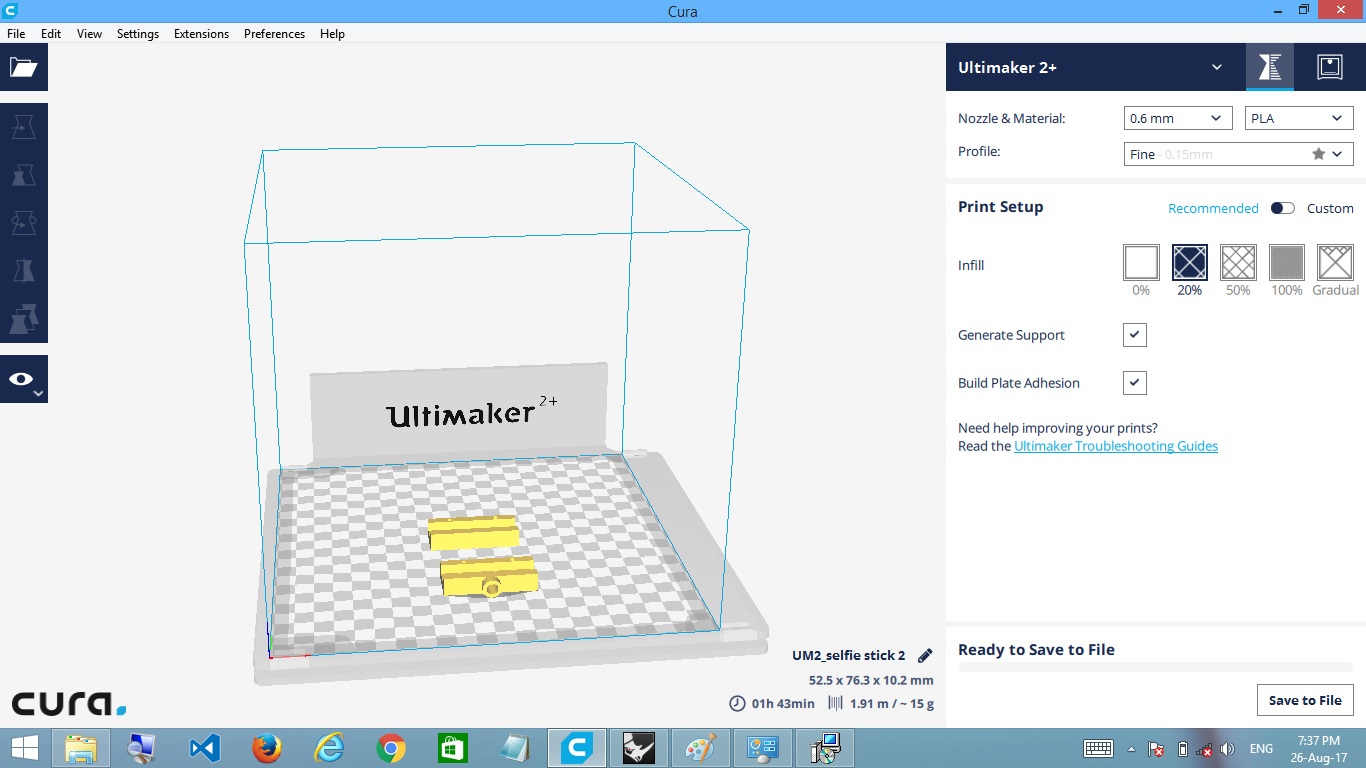 Cura
File Edit View Settings Extensions Preferences Help
Ultimaker 2+
Nozzle & Material: 0.6 mm PLA
Profile: Fine - 0.15mm
Print Setup Recommended Custom
Infill
0% 20% 50% 100% Gradual
Generate Support
Build Plate Adhesion
Need help improving your prints?
Read the Ultimaker Troubleshooting Guides
Ultimaker 2+
UM2_selfie stick 2
52.5 x 76.3 x 10.2 mm
01h 43min 1.91 m / ~ 15 g
Ready to Save to File
Save to File
cura.
ENG
7:37 PM
26-Aug-17